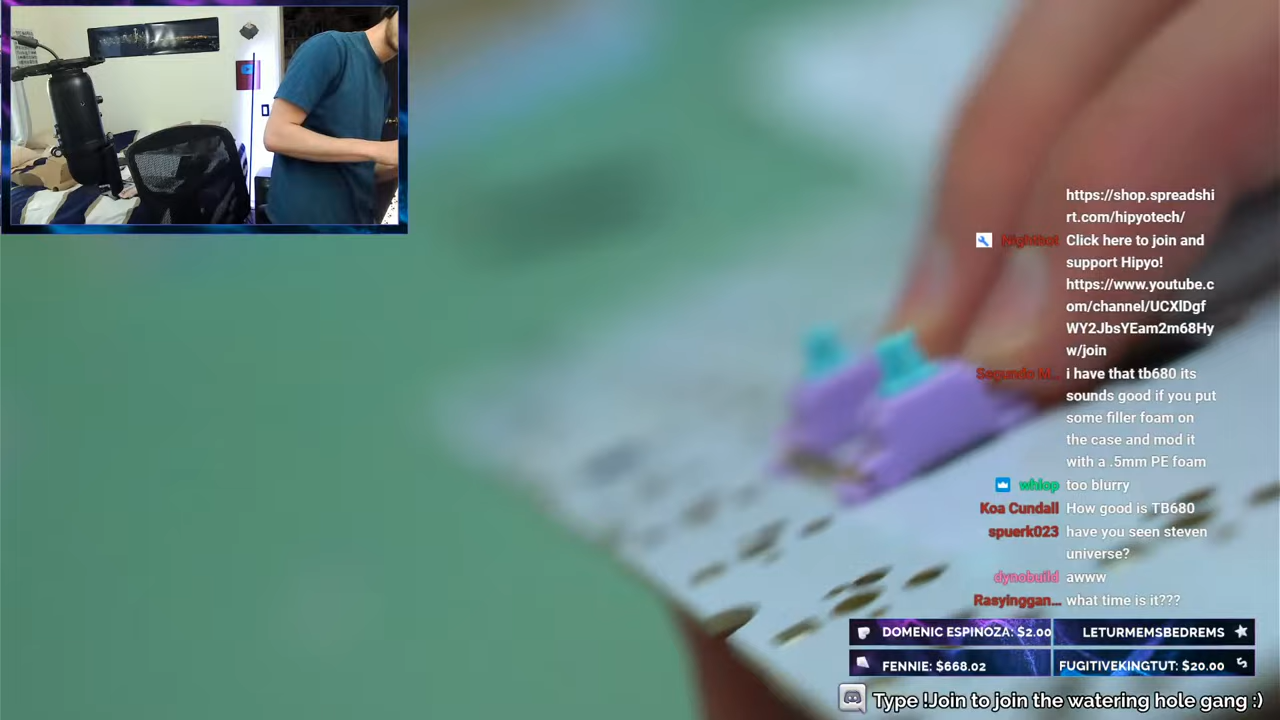 https://shop.spreadshi
rt.com/hipyotech/
Nightbot Click here to join and
support Hipyo!
https://www.youtube.c
om/channel/UCXlDgf
WY2JbsYEam2m68Hy
w/join
Segundo M... i have that tb680 its
sounds good if you put
some filler foam on
the case and mod it
with a .5mm PE foam
whiop too blurry
Koa Cundall How good is TB680
spuerk023 have you seen steven
universe?
dynobuild awww
Rasyinggan... what time is it???
DOMENIC ESPINOZA: $2.00 LETURMEMSBEDREMS
FENNIE: $668.02 FUGITIVEKINGTUT: $20.00
Type !Join to join the watering hole gang :)